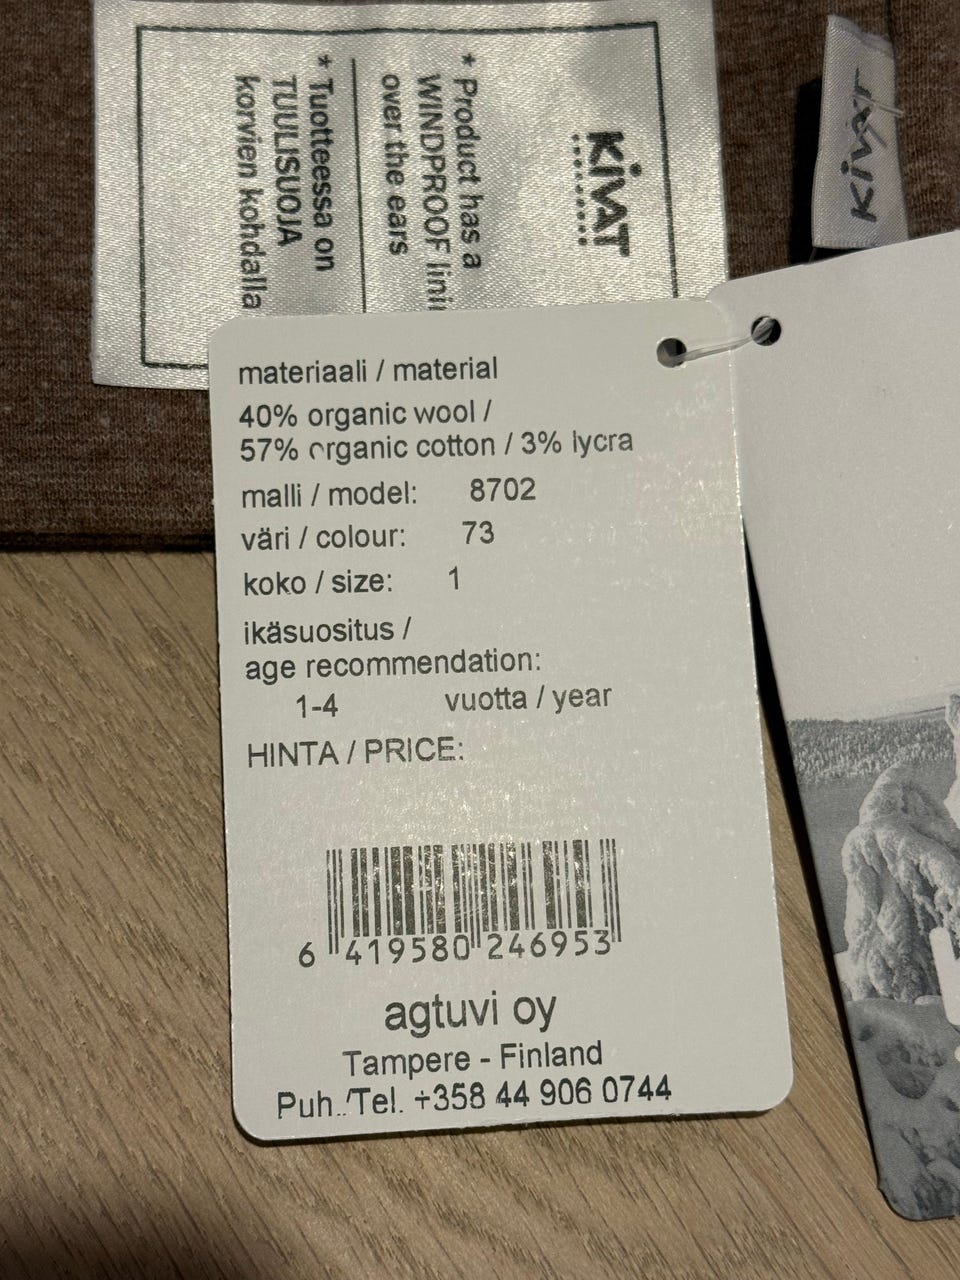 KIVAT
* Product has a
WINDPROOF
over the ears
* Tuotteessa on
TUULISUOJA
korvien kohdalla
KIVAT
materiaali / material
40% organic wool /
57% organic cotton / 3% lycra
malli / model: 8702
väri / colour: 73
koko / size: 1
ikäsuositus /
age recommendation:
1-4 vuotta / year
HINTA / PRICE:
6 419580 246953
agtuvi oy
Tampere - Finland
Puh./Tel. +358 44 906 0744